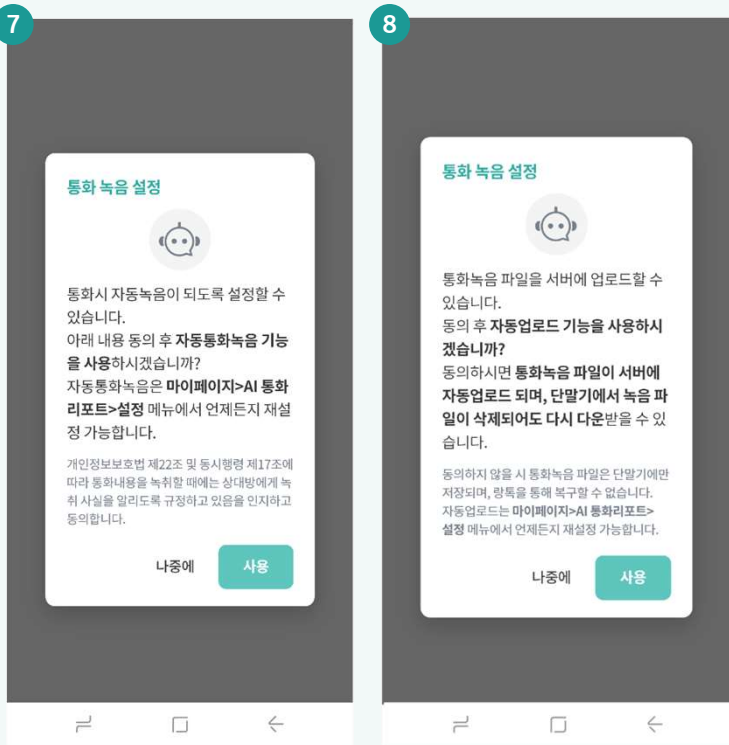 7
통화 녹음 설정
통화시 자동녹음이 되도록 설정할 수
있습니다.
아래 내용 동의 후 자동통화녹음 기능
을 사용하시겠습니까?
자동통화녹음은 마이페이지>AI 통화
리포트>설정 메뉴에서 언제든지 재설
정 가능합니다.
개인정보보호법 제22조 및 동시행령 제17조에
따라 통화내용을 녹취할 때에는 상대방에게 녹
취 사실을 알리도록 규정하고 있음을 인지하고
동의합니다.
나중에 사용
8
통화 녹음 설정
통화녹음 파일을 서버에 업로드할 수
있습니다.
동의 후 자동업로드 기능을 사용하시
겠습니까?
동의하시면 통화녹음 파일이 서버에
자동업로드 되며, 단말기에서 녹음 파
일이 삭제되어도 다시 다운받을 수 있
습니다.
동의하지 않을 시 통화녹음 파일은 단말기에만
저장되며, 랑톡을 통해 복구할 수 없습니다.
자동업로드는 마이페이지>AI 통화리포트>
설정 메뉴에서 언제든지 재설정 가능합니다.
나중에 사용